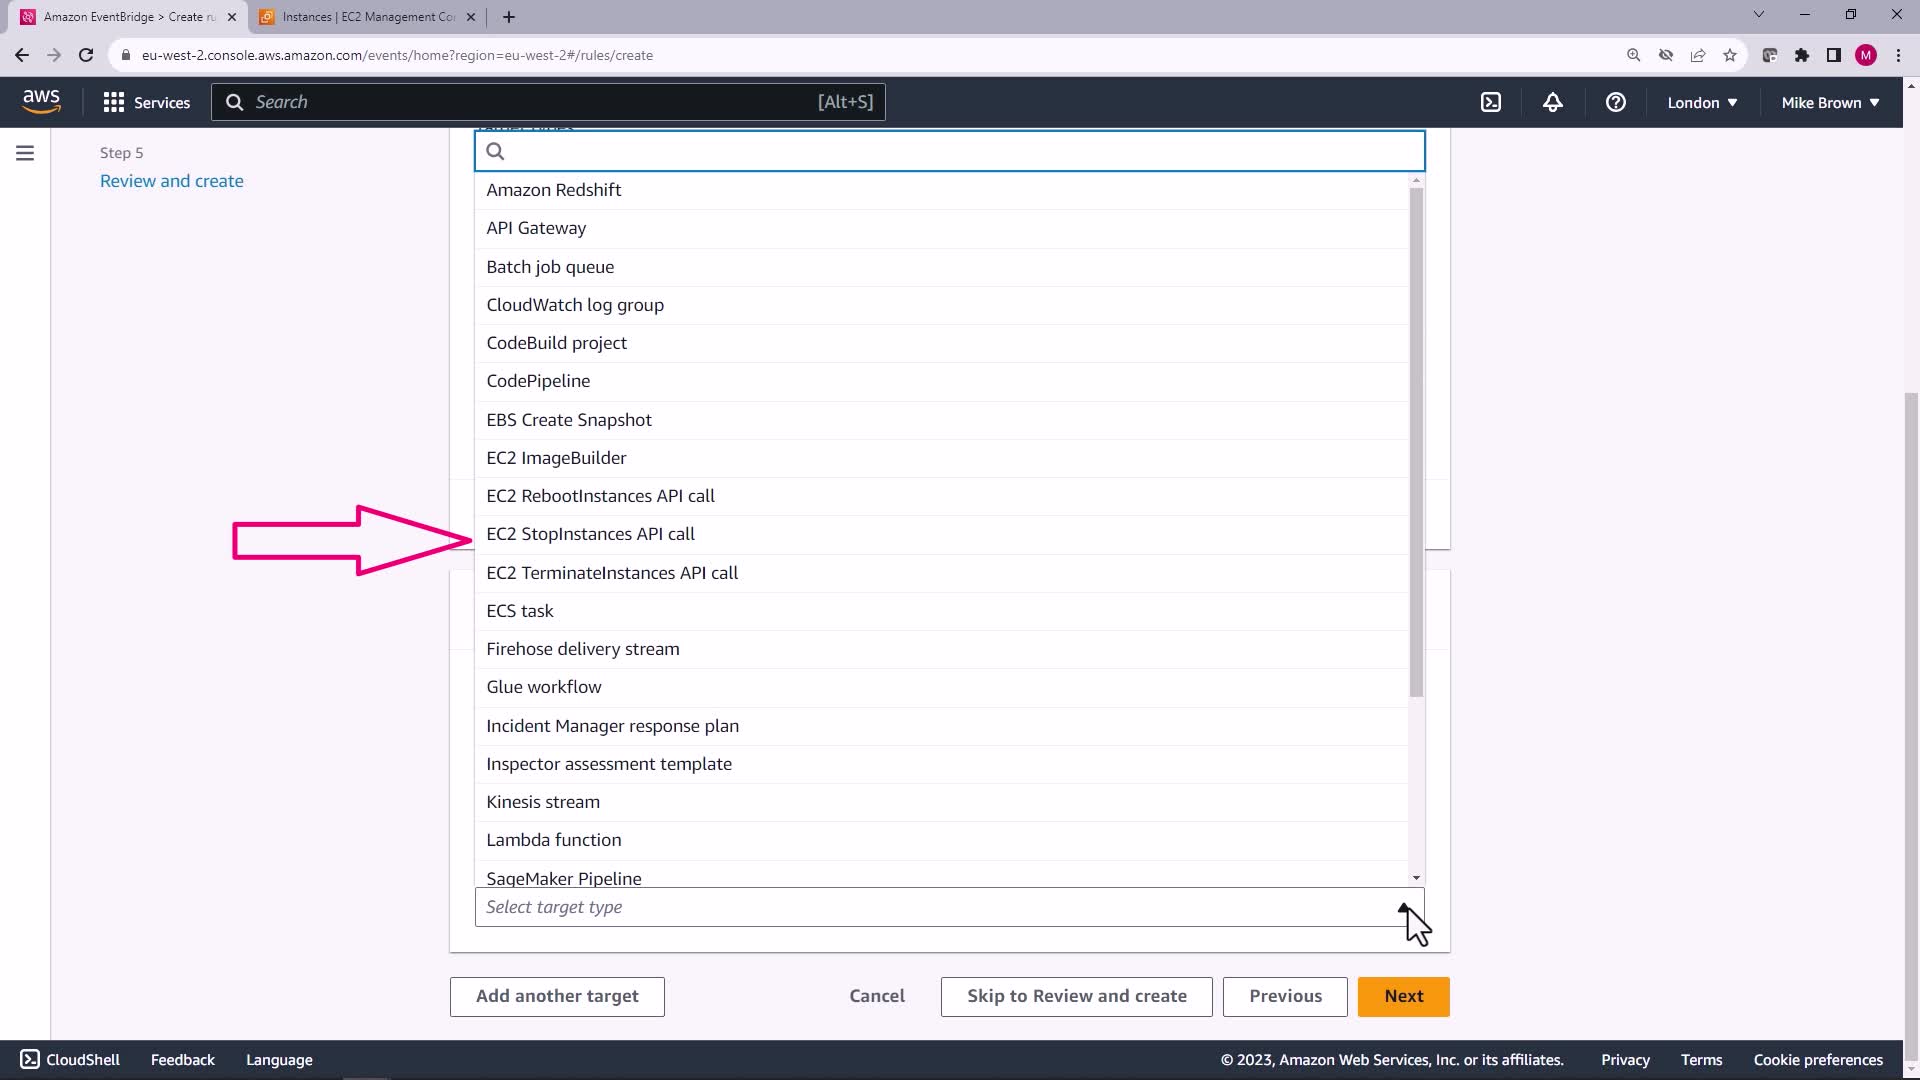 Amazon EventBridge > Create ru
Instances | EC2 Management Co
eu-west-2.console.aws.amazon.com/events/home?region=eu-west-2#/rules/create
M
aws
Services
Search
[Alt+S]
London
Mike Brown
Step 5
Review and create
Amazon Redshift
API Gateway
Batch job queue
CloudWatch log group
CodeBuild project
CodePipeline
EBS Create Snapshot
EC2 ImageBuilder
EC2 RebootInstances API call
EC2 StopInstances API call
EC2 TerminateInstances API call
ECS task
Firehose delivery stream
Glue workflow
Incident Manager response plan
Inspector assessment template
Kinesis stream
Lambda function
SageMaker Pipeline
Select target type
Add another target
Cancel
Skip to Review and create
Previous
Next
CloudShell
Feedback
Language
© 2023, Amazon Web Services, Inc. or its affiliates.
Privacy
Terms
Cookie preferences